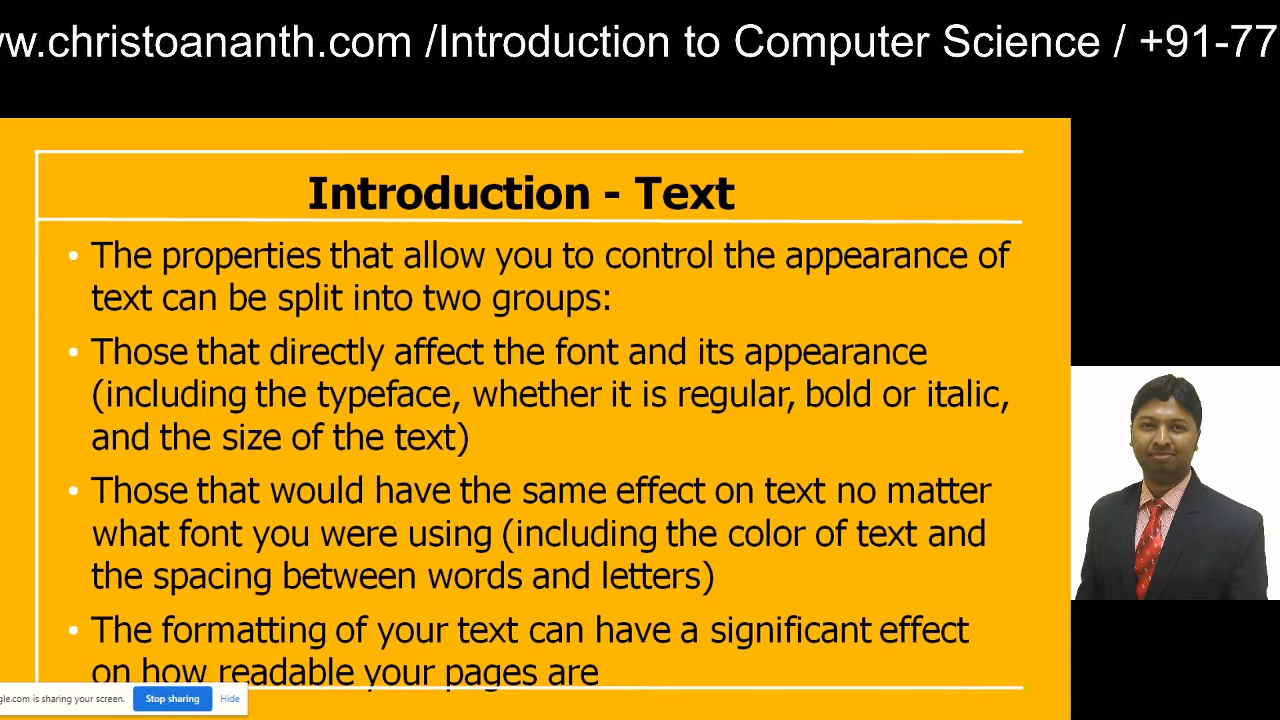 w.christoananth.com /Introduction to Computer Science / +91-77
Introduction - Text
• The properties that allow you to control the appearance of
text can be split into two groups:
• Those that directly affect the font and its appearance
(including the typeface, whether it is regular, bold or italic,
and the size of the text)
• Those that would have the same effect on text no matter
what font you were using (including the color of text and
the spacing between words and letters)
• The formatting of your text can have a significant effect
on how readable your pages are
gle.com is sharing your screen. Stop sharing Hide